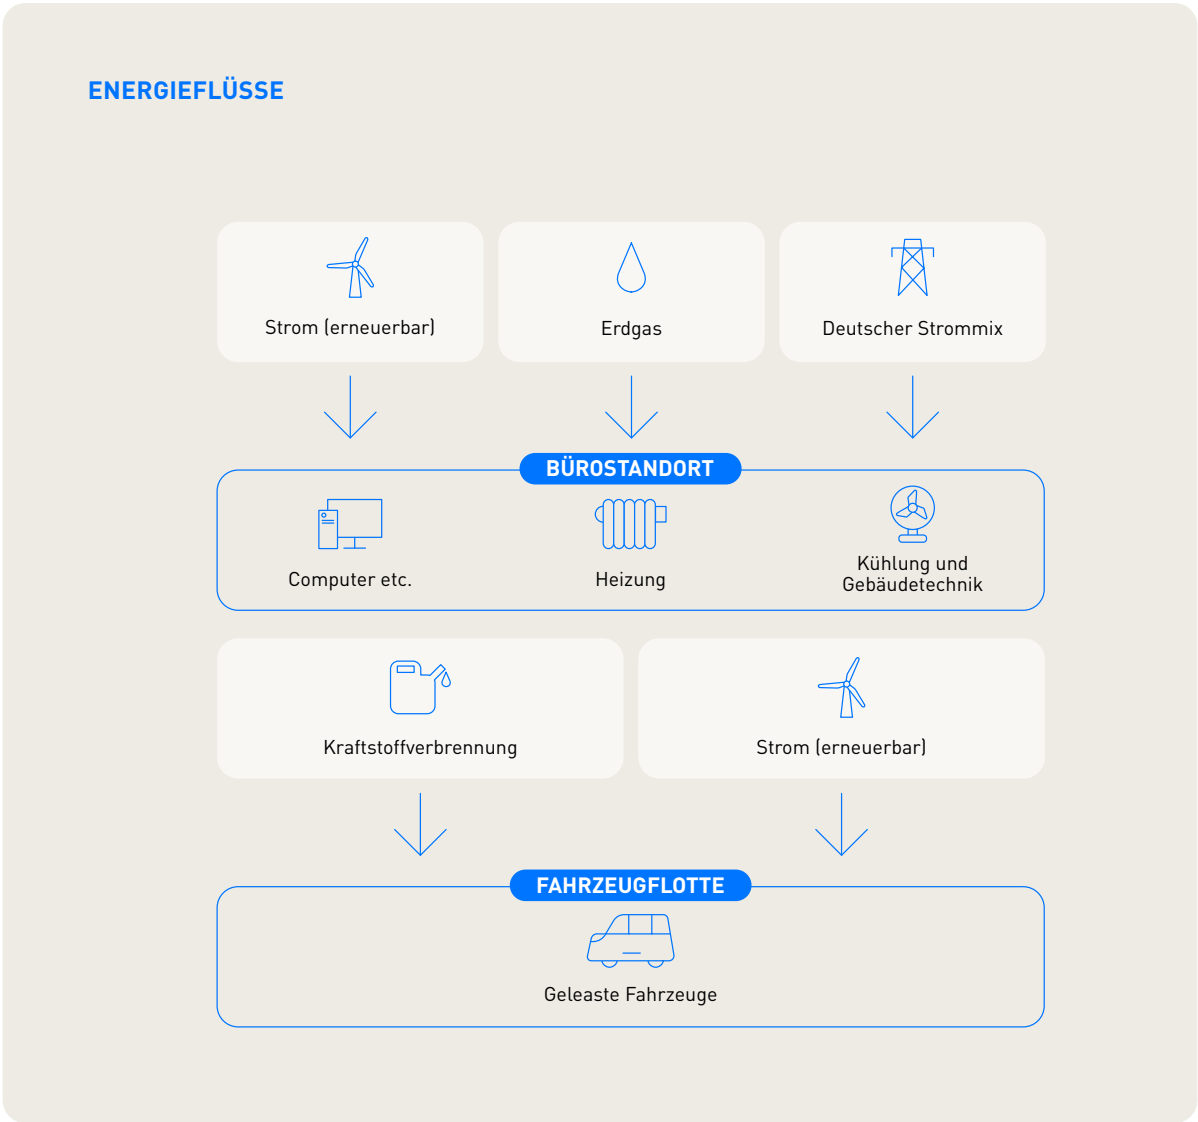 ENERGIEFLÜSSE
Strom (erneuerbar)
Erdgas
Deutscher Strommix
BÜROSTANDORT
Computer etc.
Heizung
Kühlung und
Gebäudetechnik
Kraftstoffverbrennung
Strom (erneuerbar)
FAHRZEUGFLOTTE
Geleaste Fahrzeuge